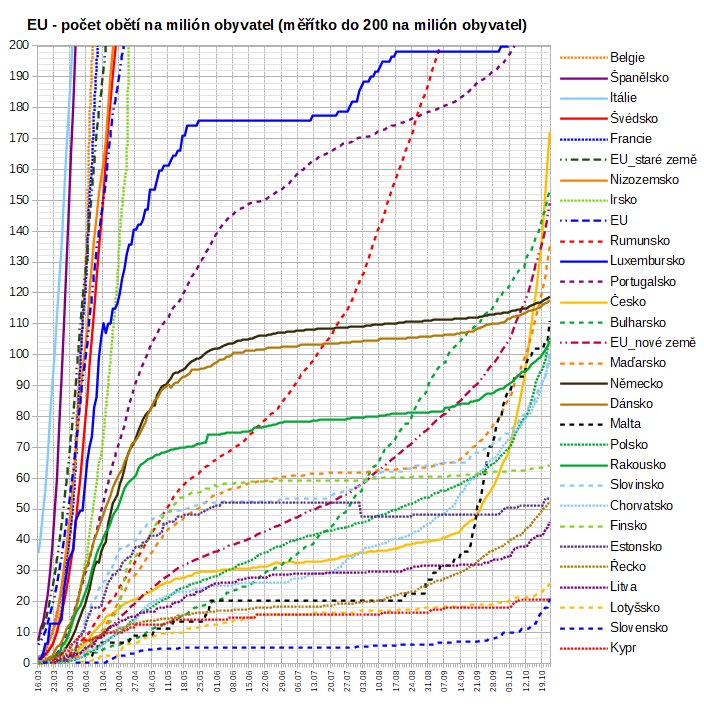 EU - počet obětí na milión obyvatel (měřítko do 200 na milión obyvatel)
200
190
180
170
160
150
140
130
120
110
100
90
80
70
60
50
40
30
20
10
0
16.03
23.03
30.03
06.04
13.04
20.04
27.04
04.05
11.05
18.05
25.05
01.06
08.06
15.06
22.06
29.06
06.07
13.07
20.07
27.07
03.08
10.08
17.08
24.08
31.08
07.09
14.09
21.09
28.09
05.10
12.10
19.10
Belgie
Španělsko
Itálie
Švédsko
Francie
EU_staré země
Nizozemsko
Irsko
EU
Rumunsko
Luxembursko
Portugalsko
Česko
Bulharsko
EU_nové země
Maďarsko
Německo
Dánsko
Malta
Polsko
Rakousko
Slovinsko
Chorvatsko
Finsko
Estonsko
Řecko
Litva
Lotyšsko
Slovensko
Kypr